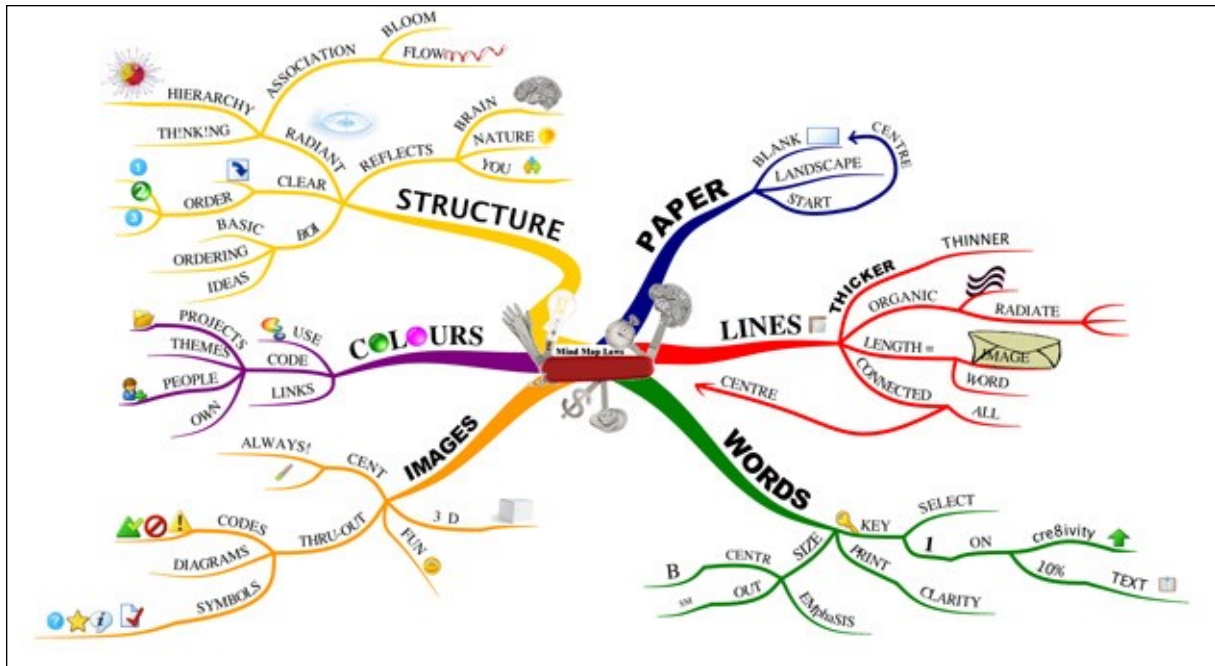 Mind Map Laws
PAPER
BLANK
LANDSCAPE
START
CENTRE
LINES
THICKER
THINNER
ORGANIC
RADIATE
LENGTH =
IMAGE
WORD
CONNECTED
ALL
CENTRE
WORDS
KEY
SELECT
1
ON
cre8ivity
10%
TEXT
PRINT
CLARITY
SIZE
CENTR
B
OUT
SM
EMphaSIS
IMAGES
CENT
ALWAYS!
3 D
FUN
THRU-OUT
CODES
DIAGRAMS
SYMBOLS
COLOURS
USE
CODE
PROJECTS
THEMES
PEOPLE
OWN
LINKS
STRUCTURE
RADIANT
ASSOCIATION
BLOOM
FLOW
HIERARCHY
TH!NK!NG
REFLECTS
BRAIN
NATURE
YOU
CLEAR
ORDER
1
2
3
BOI
BASIC
ORDERING
IDEAS